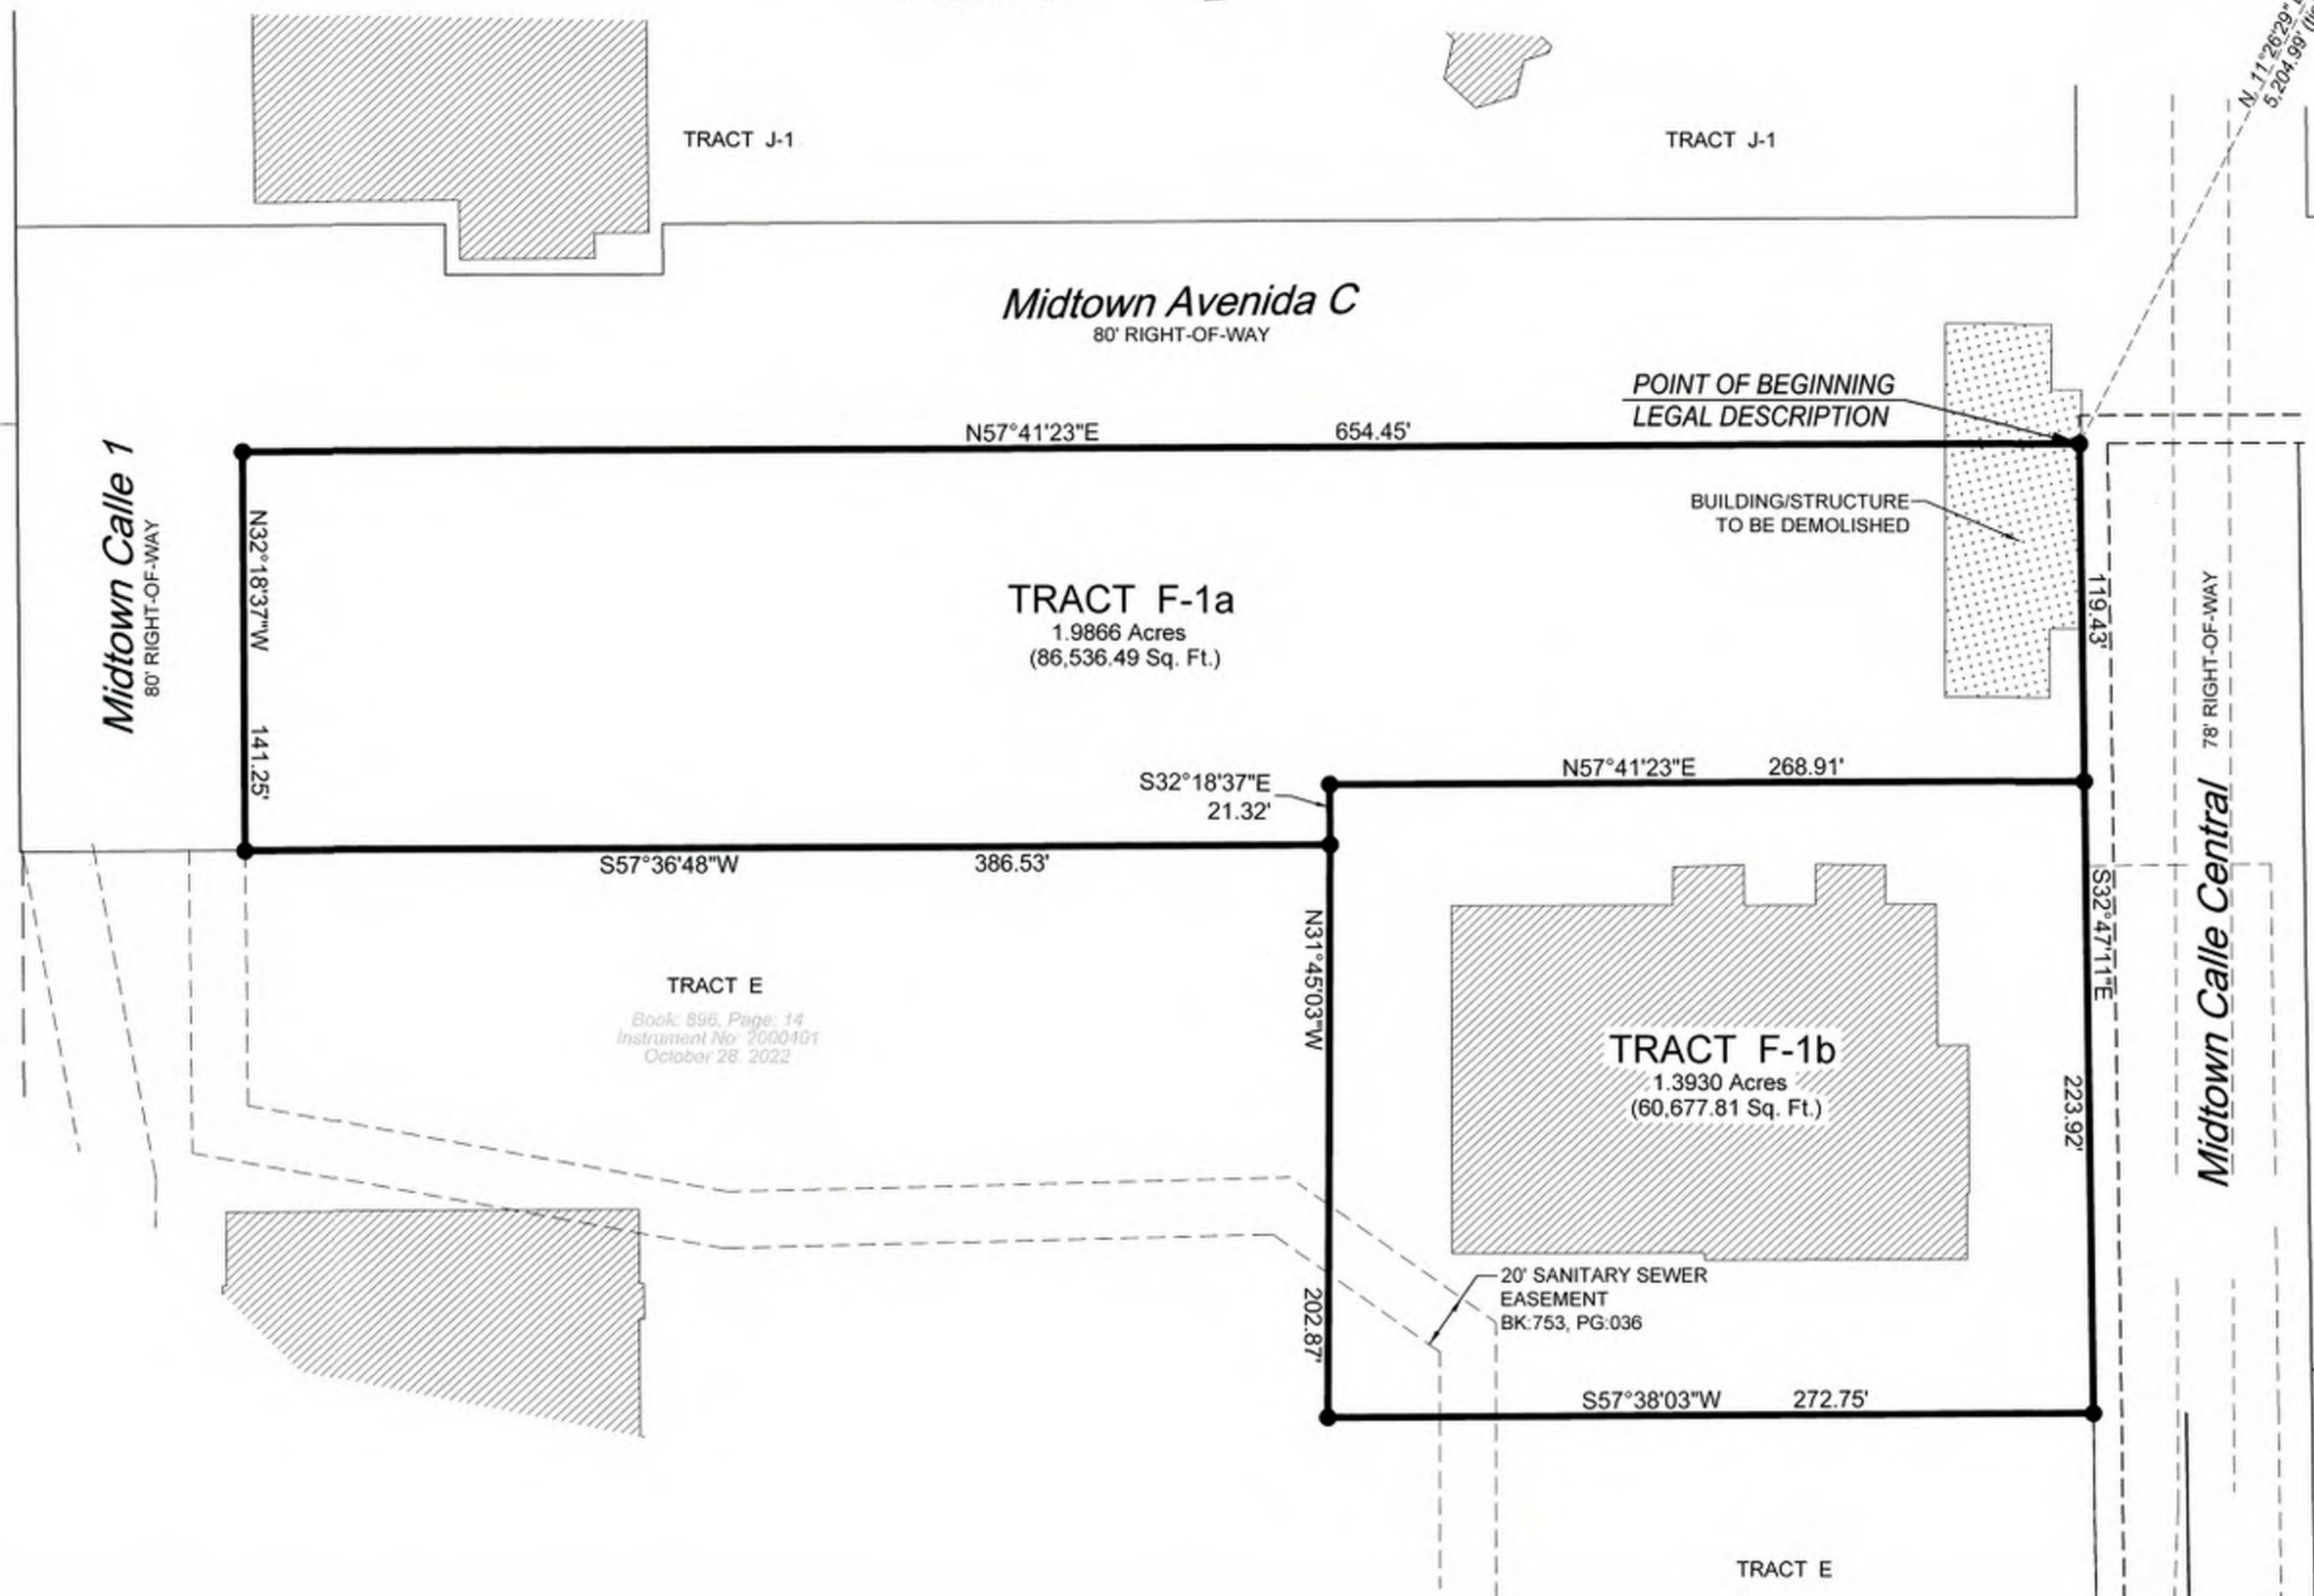 N. 11°26'29"
5,204.99'
TRACT J-1
TRACT J-1
Midtown Avenida C
80' RIGHT-OF-WAY
POINT OF BEGINNING
LEGAL DESCRIPTION
N57°41'23"E 654.45'
BUILDING/STRUCTURE
TO BE DEMOLISHED
Midtown Calle 1
80' RIGHT-OF-WAY
N32°18'37"W 141.25'
TRACT F-1a
1.9866 Acres
(86,536.49 Sq. Ft.)
119.43'
78' RIGHT-OF-WAY
Midtown Calle Central
S32°18'37"E
21.32'
N57°41'23"E 268.91'
S57°36'48"W 386.53'
S32°47'11"E
223.92'
N31°45'03"W 202.87'
TRACT E
Book: 896, Page: 14
Instrument No: 2000401
October 28, 2022
TRACT F-1b
1.3930 Acres
(60,677.81 Sq. Ft.)
20' SANITARY SEWER
EASEMENT
BK:753, PG:036
S57°38'03"W 272.75'
TRACT E